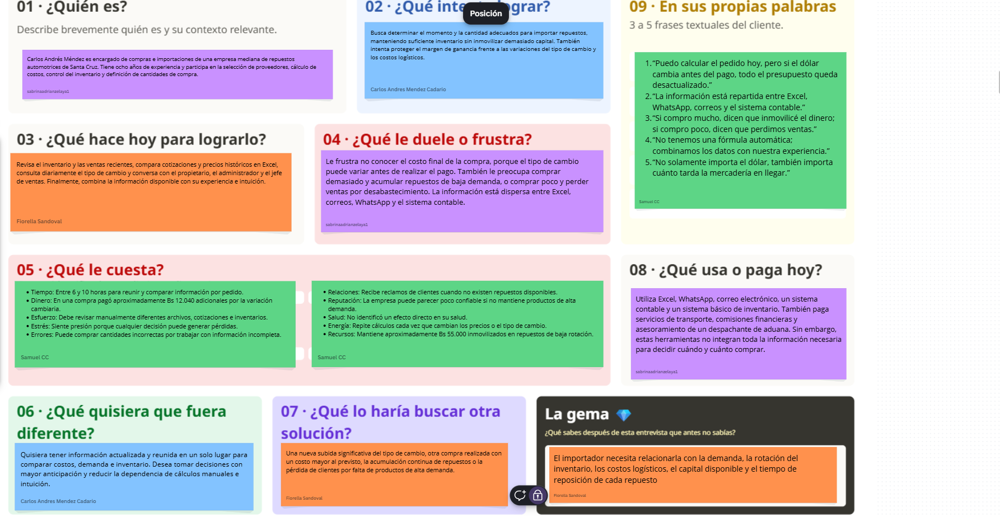 01 · ¿Quién es?
Describe brevemente quién es y su contexto relevante.
Carlos Andrés Méndez es encargado de compras e importaciones de una empresa mediana de repuestos
automotrices de Santa Cruz. Tiene ocho años de experiencia y participa en la selección de proveedores, cálculo de
costos, control del inventario y definición de cantidades de compra.
sabrinaadrianzelaya1
02 · ¿Qué inte ograr?
Posición
Busca determinar el momento y la cantidad adecuados para importar repuestos,
manteniendo suficiente inventario sin inmovilizar demasiado capital. También
intenta proteger el margen de ganancia frente a las variaciones del tipo de cambio y
los costos logísticos.
Carlos Andres Mendez Cadario
09 · En sus propias palabras
3 a 5 frases textuales del cliente.
1.“Puedo calcular el pedido hoy, pero si el dólar
cambia antes del pago, todo el presupuesto queda
desactualizado.”
2.“La información está repartida entre Excel,
WhatsApp, correos y el sistema contable.”
3.“Si compro mucho, dicen que inmovilicé el dinero;
si compro poco, dicen que perdimos ventas.”
4.“No tenemos una fórmula automática;
combinamos los datos con nuestra experiencia.”
5.“No solamente importa el dólar, también importa
cuánto tarda la mercadería en llegar.”
Samuel CC
03 · ¿Qué hace hoy para lograrlo?
Revisa el inventario y las ventas recientes, compara cotizaciones y precios históricos en Excel,
consulta diariamente el tipo de cambio y conversa con el propietario, el administrador y el jefe
de ventas. Finalmente, combina la información disponible con su experiencia e intuición.
Fiorella Sandoval
04 · ¿Qué le duele o frustra?
Le frustra no conocer el costo final de la compra, porque el tipo de cambio
puede variar antes de realizar el pago. También le preocupa comprar
demasiado y acumular repuestos de baja demanda, o comprar poco y perder
ventas por desabastecimiento. La información está dispersa entre Excel,
correos, WhatsApp y el sistema contable.
sabrinaadrianzelaya1
05 · ¿Qué le cuesta?
• Tiempo: Entre 6 y 10 horas para reunir y comparar información por pedido.
• Dinero: En una compra pagó aproximadamente Bs 12.040 adicionales por la variación
cambiaria.
• Esfuerzo: Debe revisar manualmente diferentes archivos, cotizaciones e inventarios.
• Estrés: Siente presión porque cualquier decisión puede generar pérdidas.
• Errores: Puede comprar cantidades incorrectas por trabajar con información incompleta.
Samuel CC
• Relaciones: Recibe reclamos de clientes cuando no existen repuestos disponibles.
• Reputación: La empresa puede parecer poco confiable si no mantiene productos de alta
demanda.
• Salud: No identificó un efecto directo en su salud.
• Energía: Repite cálculos cada vez que cambian los precios o el tipo de cambio.
• Recursos: Mantiene aproximadamente Bs 55.000 inmovilizados en repuestos de baja rotación.
Samuel CC
08 · ¿Qué usa o paga hoy?
Utiliza Excel, WhatsApp, correo electrónico, un sistema
contable y un sistema básico de inventario. También paga
servicios de transporte, comisiones financieras y
asesoramiento de un despachante de aduana. Sin embargo,
estas herramientas no integran toda la información necesaria
para decidir cuándo y cuánto comprar.
sabrinaadrianzelaya1
06 · ¿Qué quisiera que fuera
diferente?
Quisiera tener información actualizada y reunida en un solo lugar para
comparar costos, demanda e inventario. Desea tomar decisiones con
mayor anticipación y reducir la dependencia de cálculos manuales e
intuición.
Carlos Andres Mendez Cadario
07 · ¿Qué lo haría buscar otra
solución?
Una nueva subida significativa del tipo de cambio, otra compra realizada con
un costo mayor al previsto, la acumulación continua de repuestos o la
pérdida de clientes por falta de productos de alta demanda.
Fiorella Sandoval
La gema
¿Qué sabes después de esta entrevista que antes no sabías?
El importador necesita relacionarla con la demanda, la rotación del
inventario, los costos logísticos, el capital disponible y el tiempo de
reposición de cada repuesto
Fiorella Sandoval